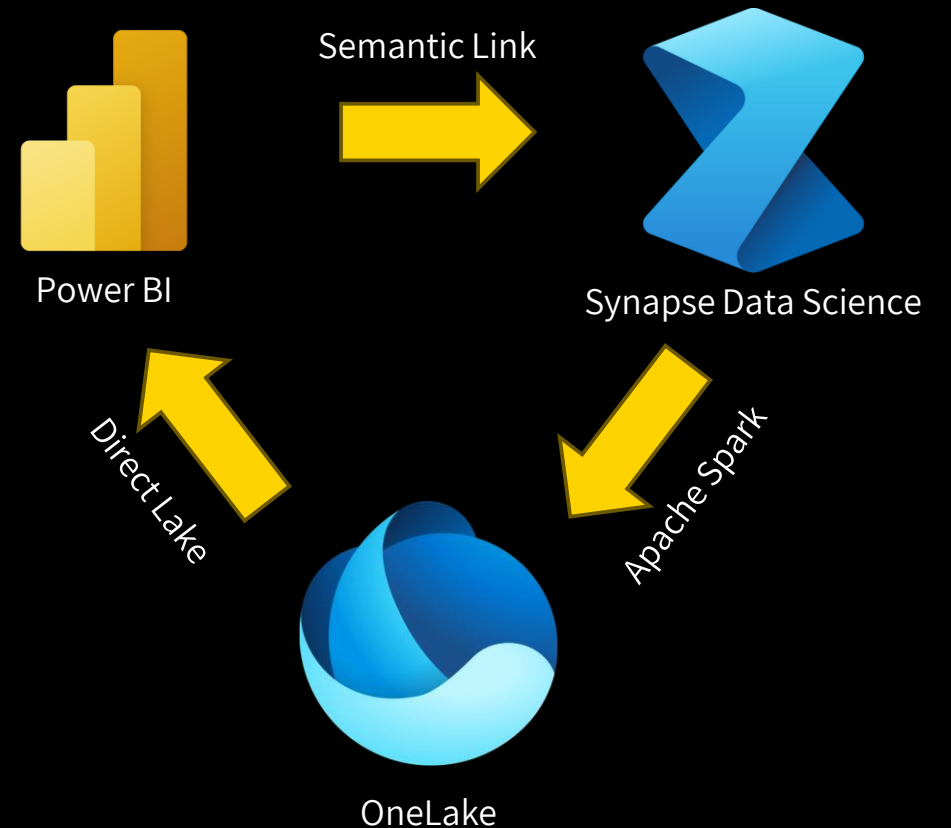 Semantic Link
Power BI
Synapse Data Science
Direct Lake
Apache Spark
OneLake